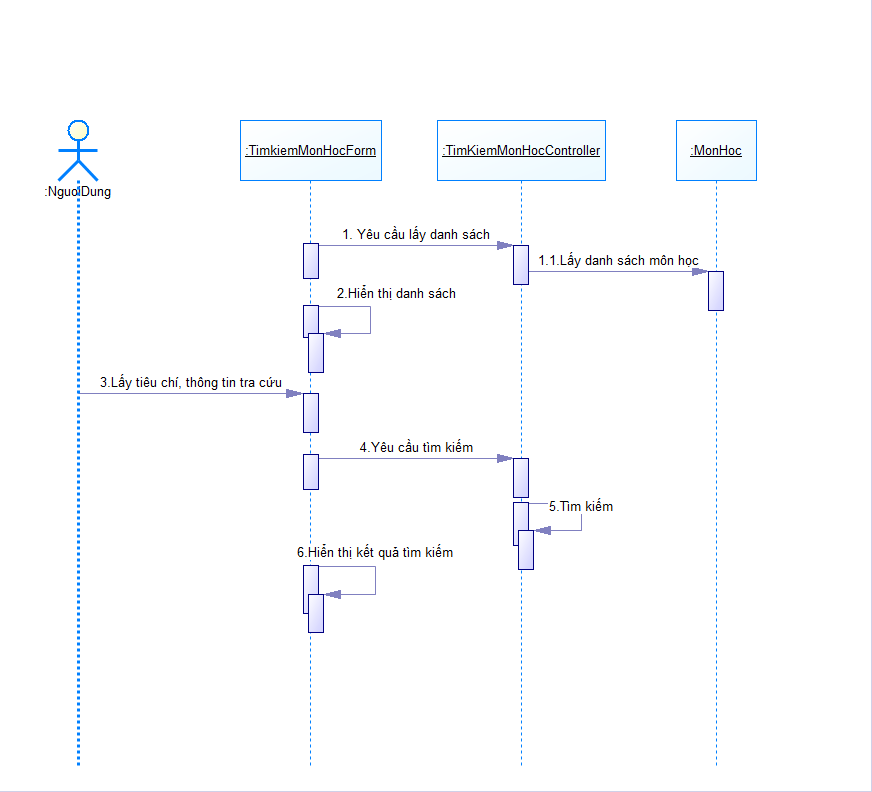 :NguoiDung
:TimkiemMonHocForm
:TimKiemMonHocController
:MonHoc
1. Yêu cầu lấy danh sách
1.1.Lấy danh sách môn học
2.Hiển thị danh sách
3.Lấy tiêu chí, thông tin tra cứu
4.Yêu cầu tìm kiếm
5.Tìm kiếm
6.Hiển thị kết quả tìm kiếm